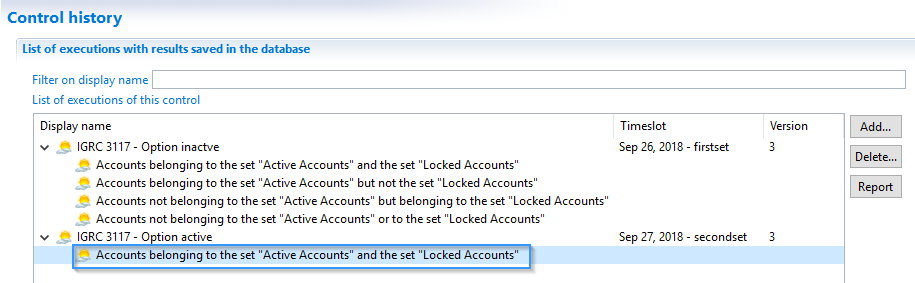 Control history
List of executions with results saved in the database
Filter on display name
List of executions of this control
Display name Timeslot Version Add...
IGRC 3117 - Option inactve Sep 26, 2018 - firstset 3
Accounts belonging to the set "Active Accounts" and the set "Locked Accounts" Delete...
Accounts belonging to the set "Active Accounts" but not the set "Locked Accounts" Report
Accounts not belonging to the set "Active Accounts" but belonging to the set "Locked Accounts"
Accounts not belonging to the set "Active Accounts" or to the set "Locked Accounts"
IGRC 3117 - Option active Sep 27, 2018 - secondset 3
Accounts belonging to the set "Active Accounts" and the set "Locked Accounts"